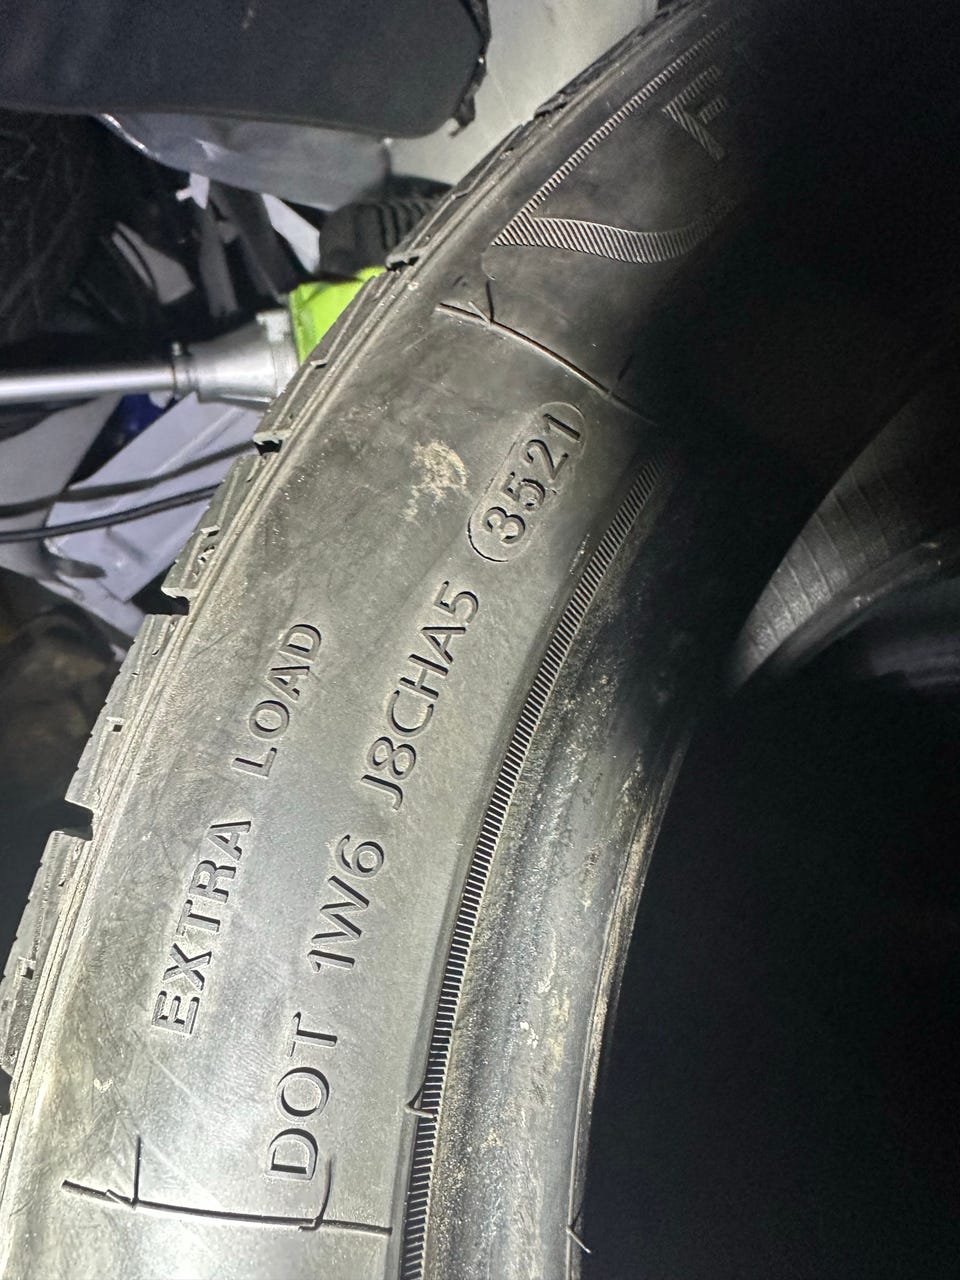 EXTRA LOAD
DOT 1W6 J8CHA5 3521